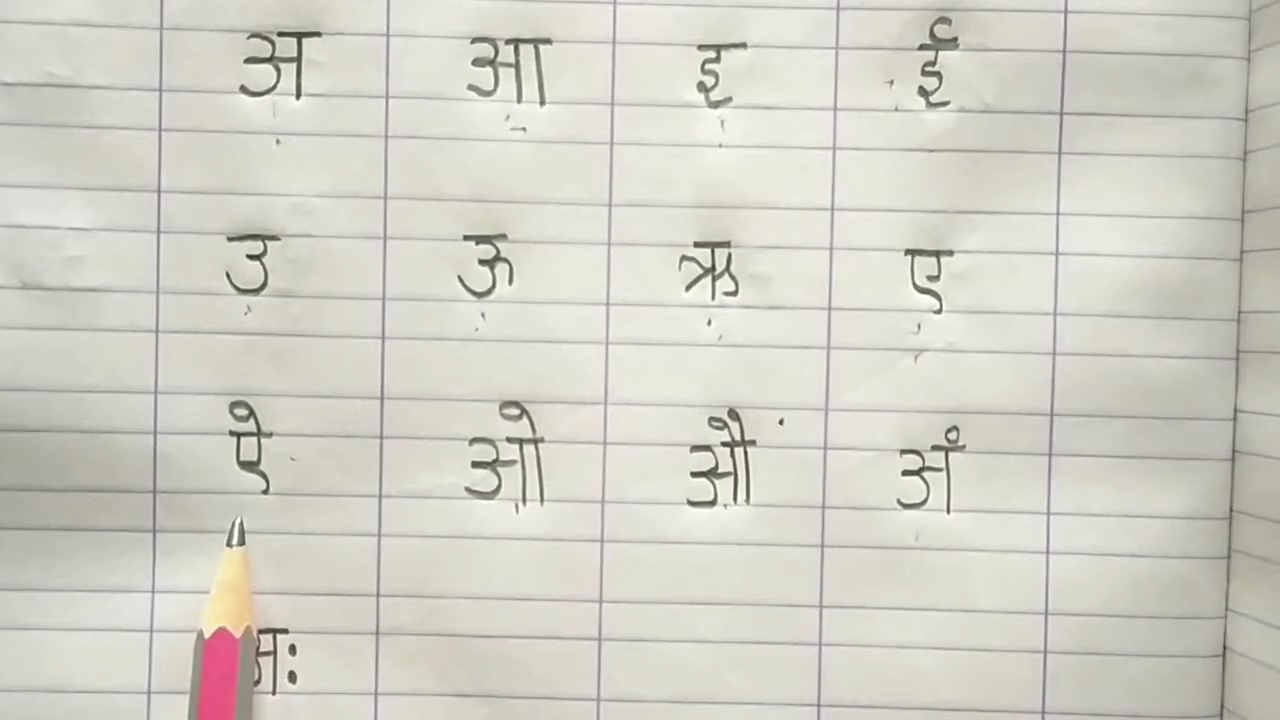 अ आ इ ई
उ ऊ ऋ ए
ऐ ओ औ अं
अः